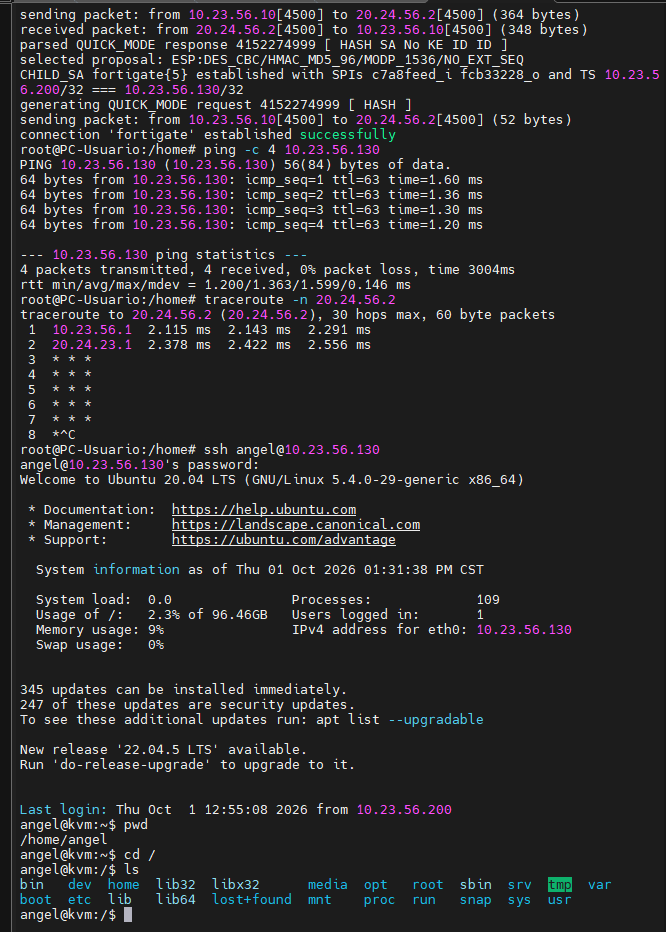 sending packet: from 10.23.56.10[4500] to 20.24.56.2[4500] (364 bytes)
received packet: from 20.24.56.2[4500] to 10.23.56.10[4500] (348 bytes)
parsed QUICK_MODE response 4152274999 [ HASH SA No KE ID ID ]
selected proposal: ESP:DES_CBC/HMAC_MD5_96/MODP_1536/NO_EXT_SEQ
CHILD_SA fortigate{5} established with SPIs c7a8feed_i fcb33228_o and TS 10.23.5
6.200/32 === 10.23.56.130/32
generating QUICK_MODE request 4152274999 [ HASH ]
sending packet: from 10.23.56.10[4500] to 20.24.56.2[4500] (52 bytes)
connection 'fortigate' established successfully
root@PC-Usuario:/home# ping -c 4 10.23.56.130
PING 10.23.56.130 (10.23.56.130) 56(84) bytes of data.
64 bytes from 10.23.56.130: icmp_seq=1 ttl=63 time=1.60 ms
64 bytes from 10.23.56.130: icmp_seq=2 ttl=63 time=1.36 ms
64 bytes from 10.23.56.130: icmp_seq=3 ttl=63 time=1.30 ms
64 bytes from 10.23.56.130: icmp_seq=4 ttl=63 time=1.20 ms

--- 10.23.56.130 ping statistics ---
4 packets transmitted, 4 received, 0% packet loss, time 3004ms
rtt min/avg/max/mdev = 1.200/1.363/1.599/0.146 ms
root@PC-Usuario:/home# traceroute -n 20.24.56.2
traceroute to 20.24.56.2 (20.24.56.2), 30 hops max, 60 byte packets
 1  10.23.56.1  2.115 ms  2.143 ms  2.291 ms
 2  20.24.23.1  2.378 ms  2.422 ms  2.556 ms
 3  * * *
 4  * * *
 5  * * *
 6  * * *
 7  * * *
 8  *^C
root@PC-Usuario:/home# ssh angel@10.23.56.130
angel@10.23.56.130's password:
Welcome to Ubuntu 20.04 LTS (GNU/Linux 5.4.0-29-generic x86_64)

 * Documentation:  https://help.ubuntu.com
 * Management:     https://landscape.canonical.com
 * Support:        https://ubuntu.com/advantage

  System information as of Thu 01 Oct 2026 01:31:38 PM CST

  System load:  0.0                Processes:             109
  Usage of /:   2.3% of 96.46GB   Users logged in:       1
  Memory usage: 9%                IPv4 address for eth0: 10.23.56.130
  Swap usage:   0%

345 updates can be installed immediately.
247 of these updates are security updates.
To see these additional updates run: apt list --upgradable

New release '22.04.5 LTS' available.
Run 'do-release-upgrade' to upgrade to it.

Last login: Thu Oct  1 12:55:08 2026 from 10.23.56.200
angel@kvm:~$ pwd
/home/angel
angel@kvm:~$ cd /
angel@kvm:/$ ls
bin   dev  home  lib32  libx32      media  opt   root  sbin  srv  tmp  var
boot  etc  lib   lib64  lost+found  mnt    proc  run   snap  sys  usr
angel@kvm:/$